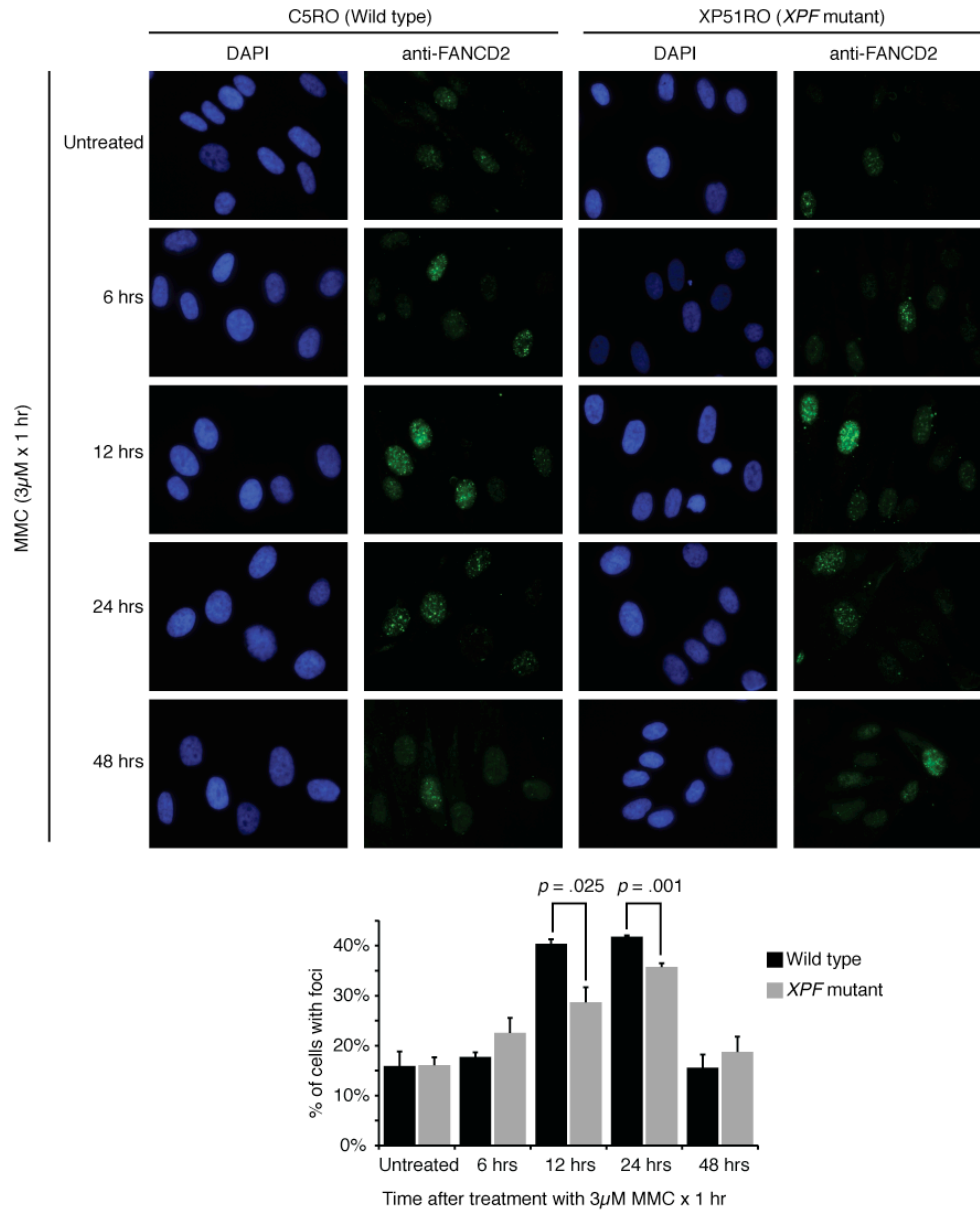 C5RO (Wild type)
XP51RO (XPF mutant)
DAPI
anti-FANCD2
DAPI
anti-FANCD2
MMC (3µM x 1 hr)
Untreated
6 hrs
12 hrs
24 hrs
48 hrs
p = .025
p = .001
% of cells with foci
40%
30%
20%
10%
0%
Wild type
XPF mutant
Untreated 6 hrs 12 hrs 24 hrs 48 hrs
Time after treatment with 3µM MMC x 1 hr